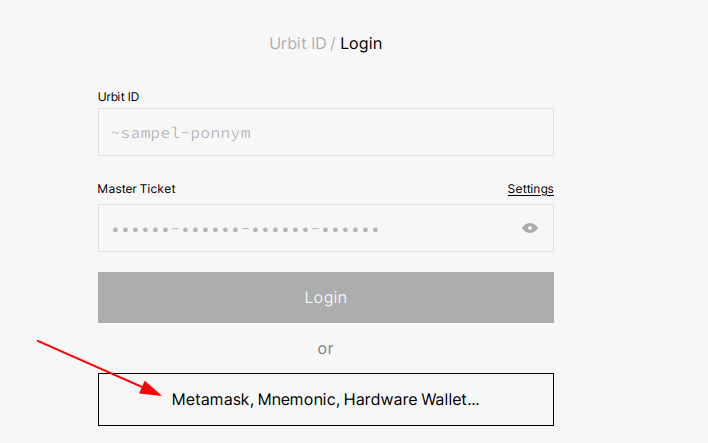 Urbit ID / Login
Urbit ID
~sampel-ponnym
Master Ticket Settings
••••••-••••••-••••••-••••••
Login
or
Metamask, Mnemonic, Hardware Wallet...